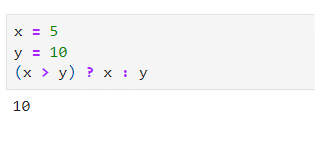 x = 5
y = 10
(x > y) ? x : y
10